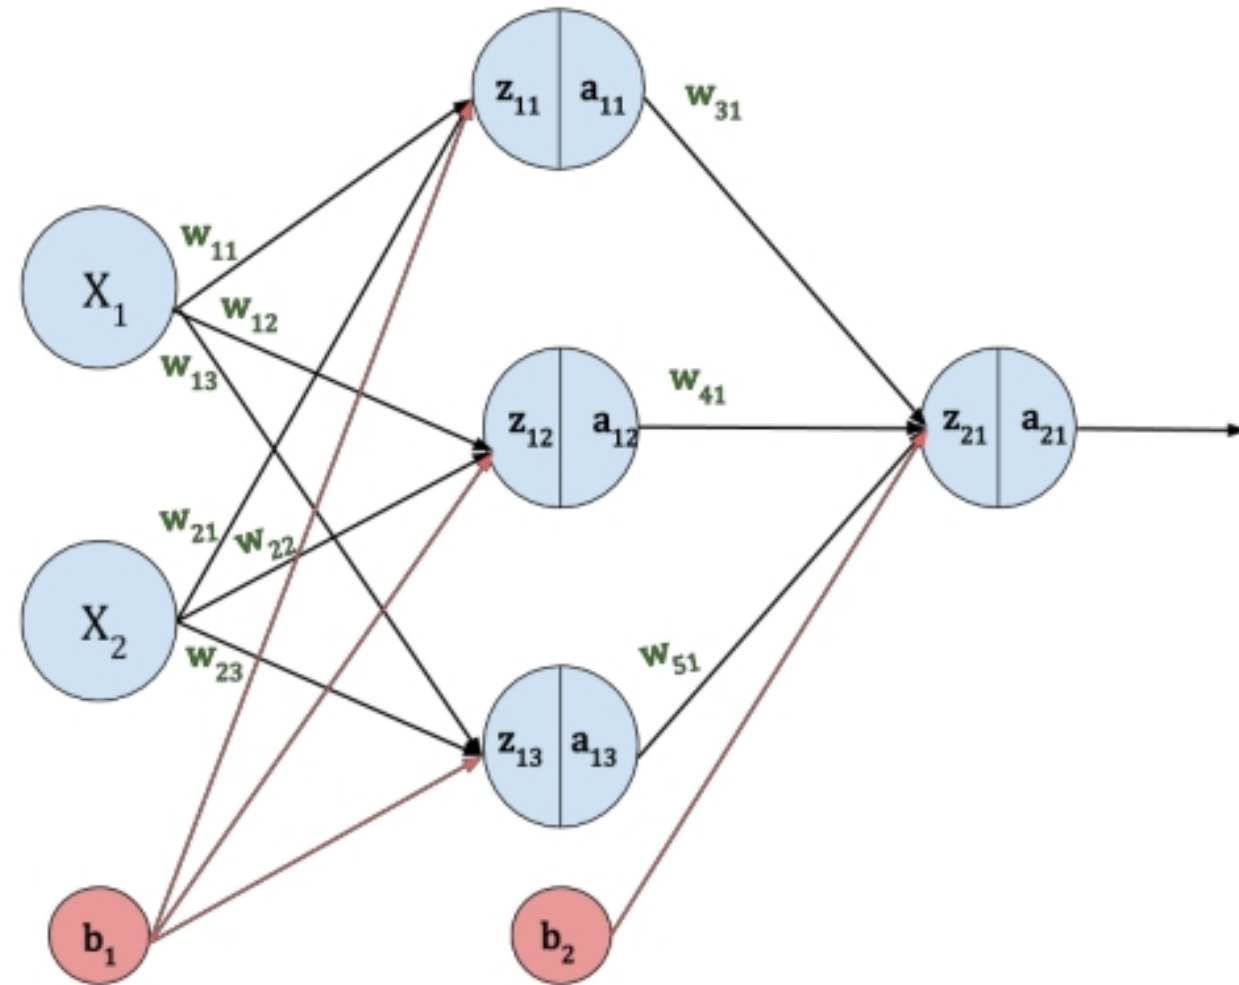 z₁₁ a₁₁
w₃₁
w₁₁
X₁
w₁₂
w₁₃
w₄₁
z₁₂ a₁₂
z₂₁ a₂₁
w₂₁
w₂₂
X₂
w₂₃
w₅₁
z₁₃ a₁₃
b₁
b₂